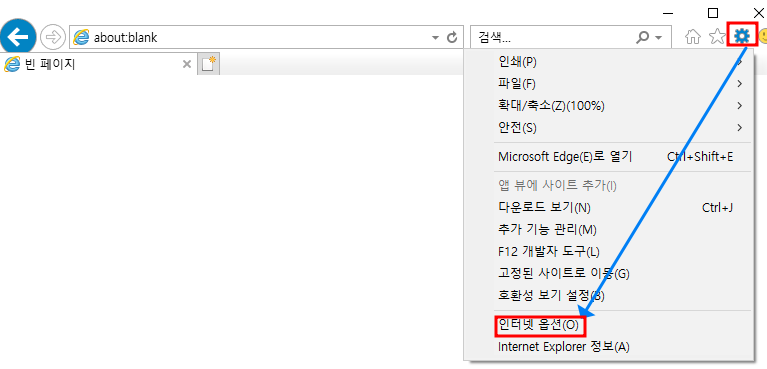 about:blank
검색...
빈 페이지
인쇄(P)
파일(F)
확대/축소(Z)(100%)
안전(S)
Microsoft Edge(E)로 열기 Ctrl+Shift+E
앱 뷰에 사이트 추가(I)
다운로드 보기(N) Ctrl+J
추가 기능 관리(M)
F12 개발자 도구(L)
고정된 사이트로 이동(G)
호환성 보기 설정(B)
인터넷 옵션(O)
Internet Explorer 정보(A)